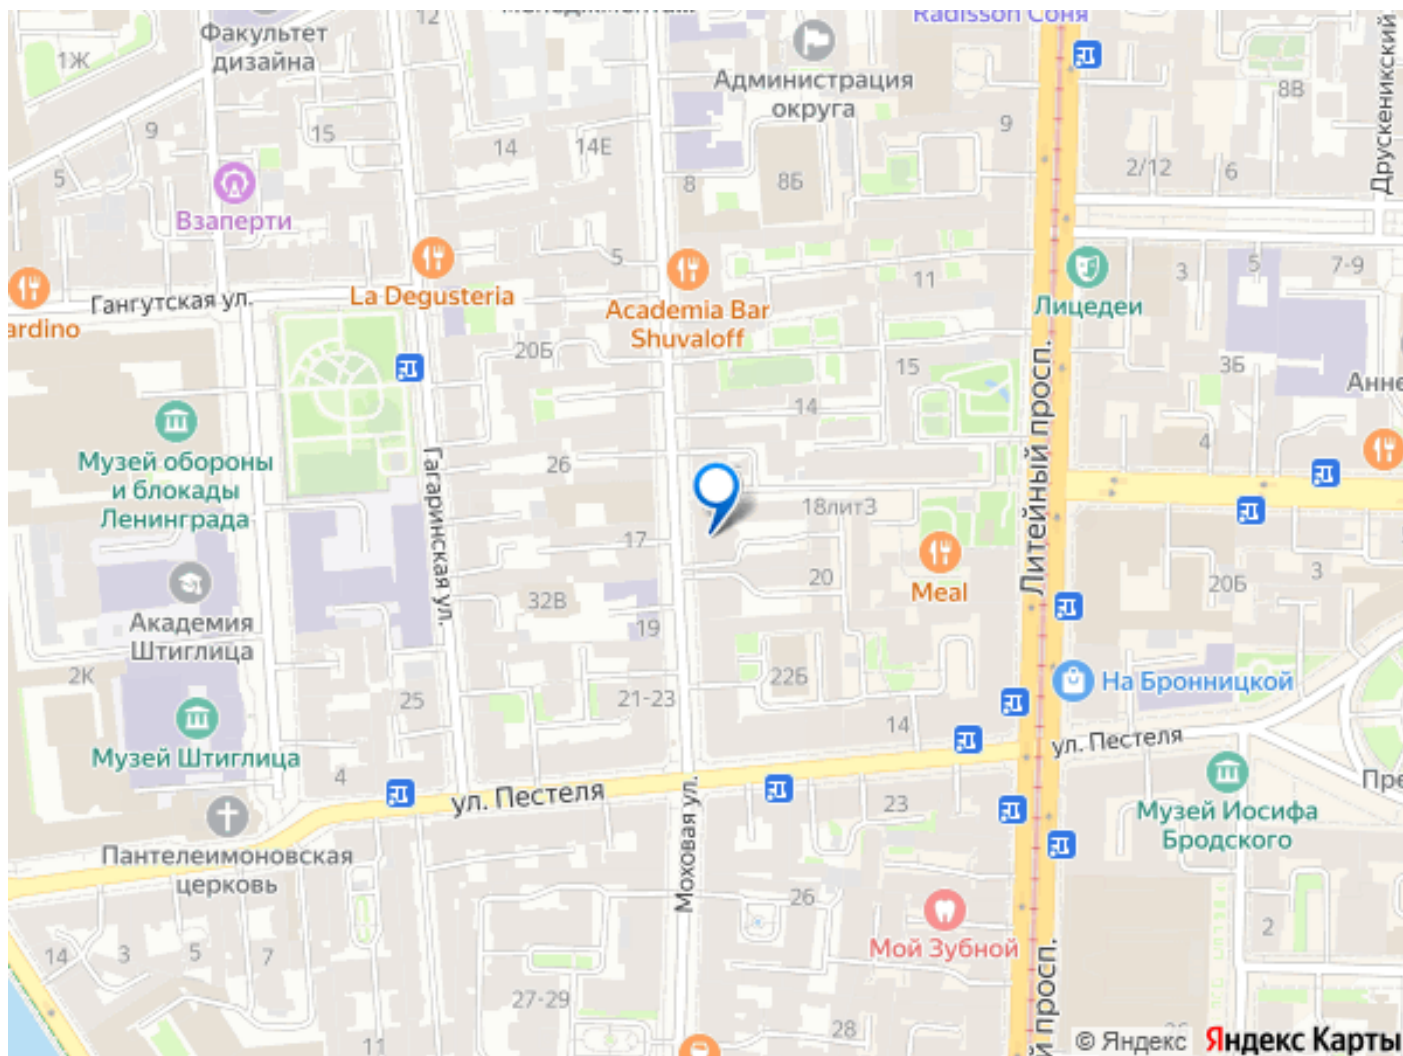 Radisson Соня
12
Факультет
дизайна
1Ж
Администрация
округа
8В
Друскеникский
9
15
14
14Е
9
2/12
6
5
Взаперти
8
8Б
5
La Degusteria
Гангутская ул.
ardino
Academia Bar
Shuvaloff
11
Лицедеи
3
5
7-9
20Б
15
3Б
Анне
14
Литейный просп.
4
Музей обороны
и блокады
Ленинграда
26
Гагаринская ул.
18лит3
17
Meal
20
20Б
3
Академия
Штиглица
32В
19
2К
25
21-23
22Б
На Бронницкой
14
Музей Штиглица
4
ул. Пестеля
ул. Пестеля
Моховая ул.
23
Музей Иосифа
Бродского
Пре
Пантелеимоновская
церковь
26
Мой Зубной
2
14
3
5
7
27-29
28
11
й просп.
© Яндекс Яндекс Карты